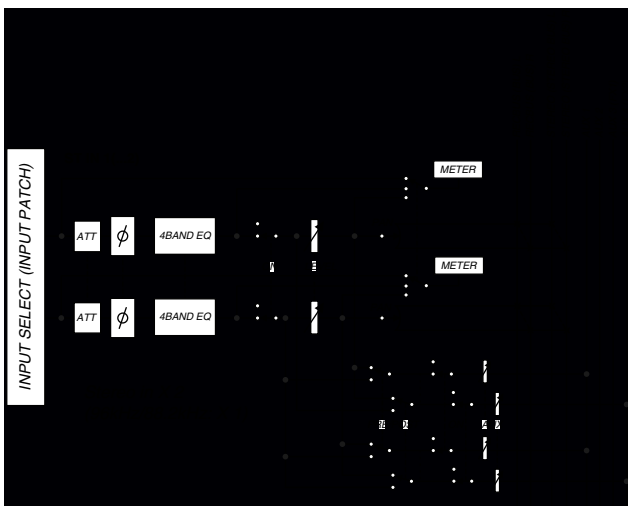 INPUT SELECT (INPUT PATCH)
METER
ATT
ϕ
4BAND EQ
METER
ATT
ϕ
4BAND EQ